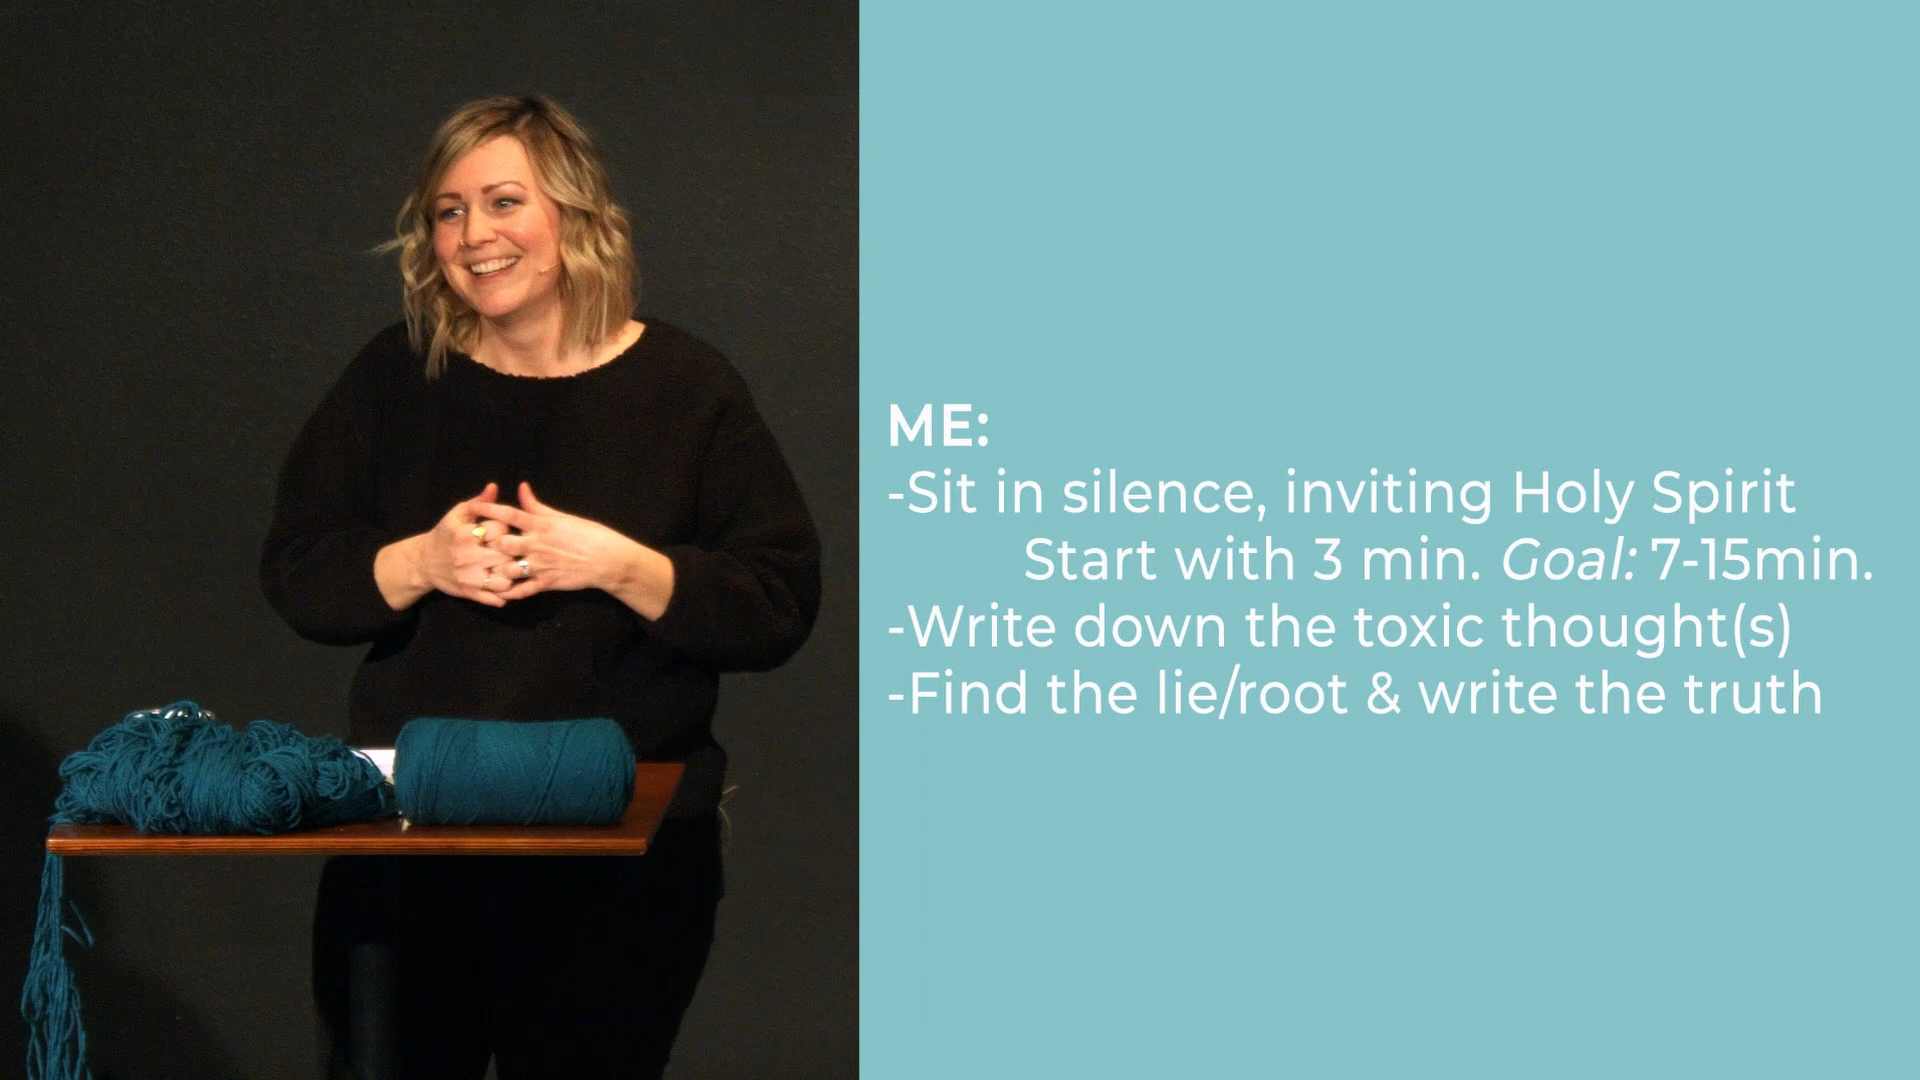 ME:
-Sit in silence, inviting Holy Spirit
Start with 3 min. Goal: 7-15min.
-Write down the toxic thought(s)
-Find the lie/root & write the truth